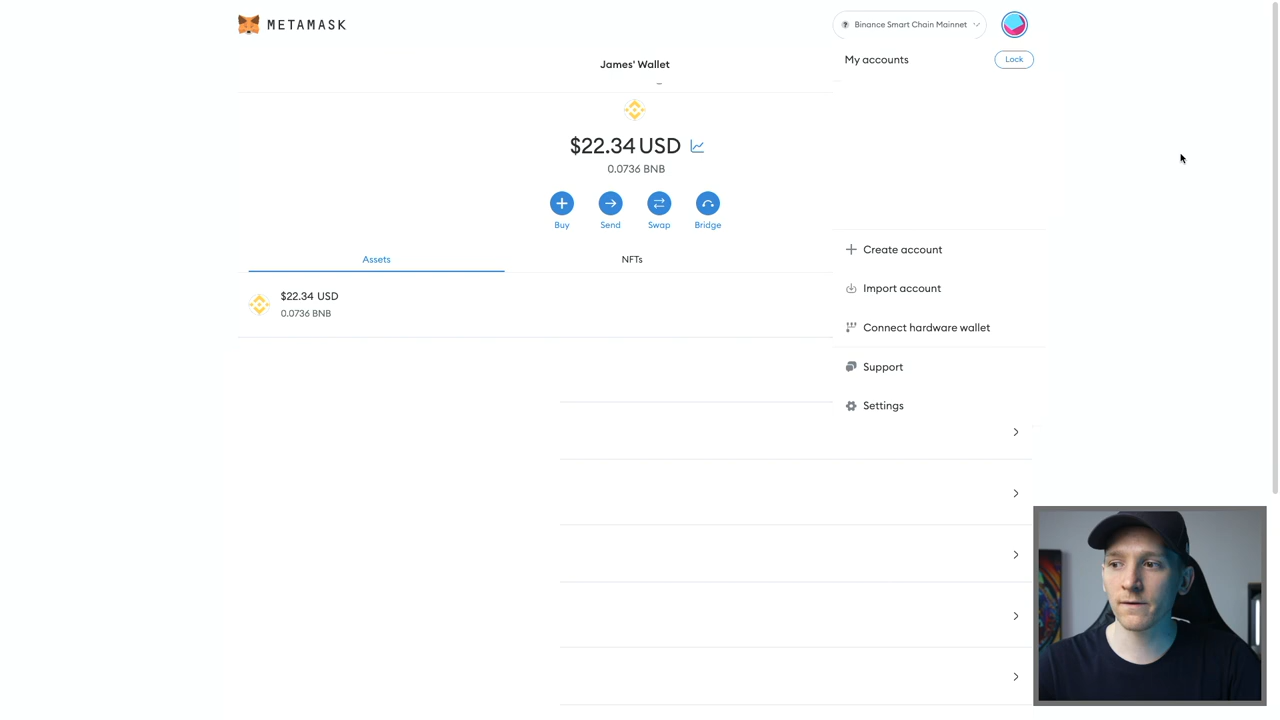 METAMASK
Binance Smart Chain Mainnet
My accounts
Lock
James' Wallet
$22.34 USD
0.0736 BNB
Buy
Send
Swap
Bridge
Assets
NFTs
$22.34 USD
0.0736 BNB
Create account
Import account
Connect hardware wallet
Support
Settings